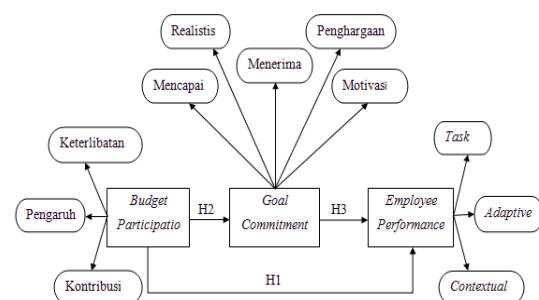 Realistis
Penghargaan
Menerima
Mencapai
Motivasi
Keterlibatan
Task
Budget
Participatio
H2
Goal
Commitment
H3
Employee
Performance
Pengaruh
Adaptive
Kontribusi
H1
Contextual